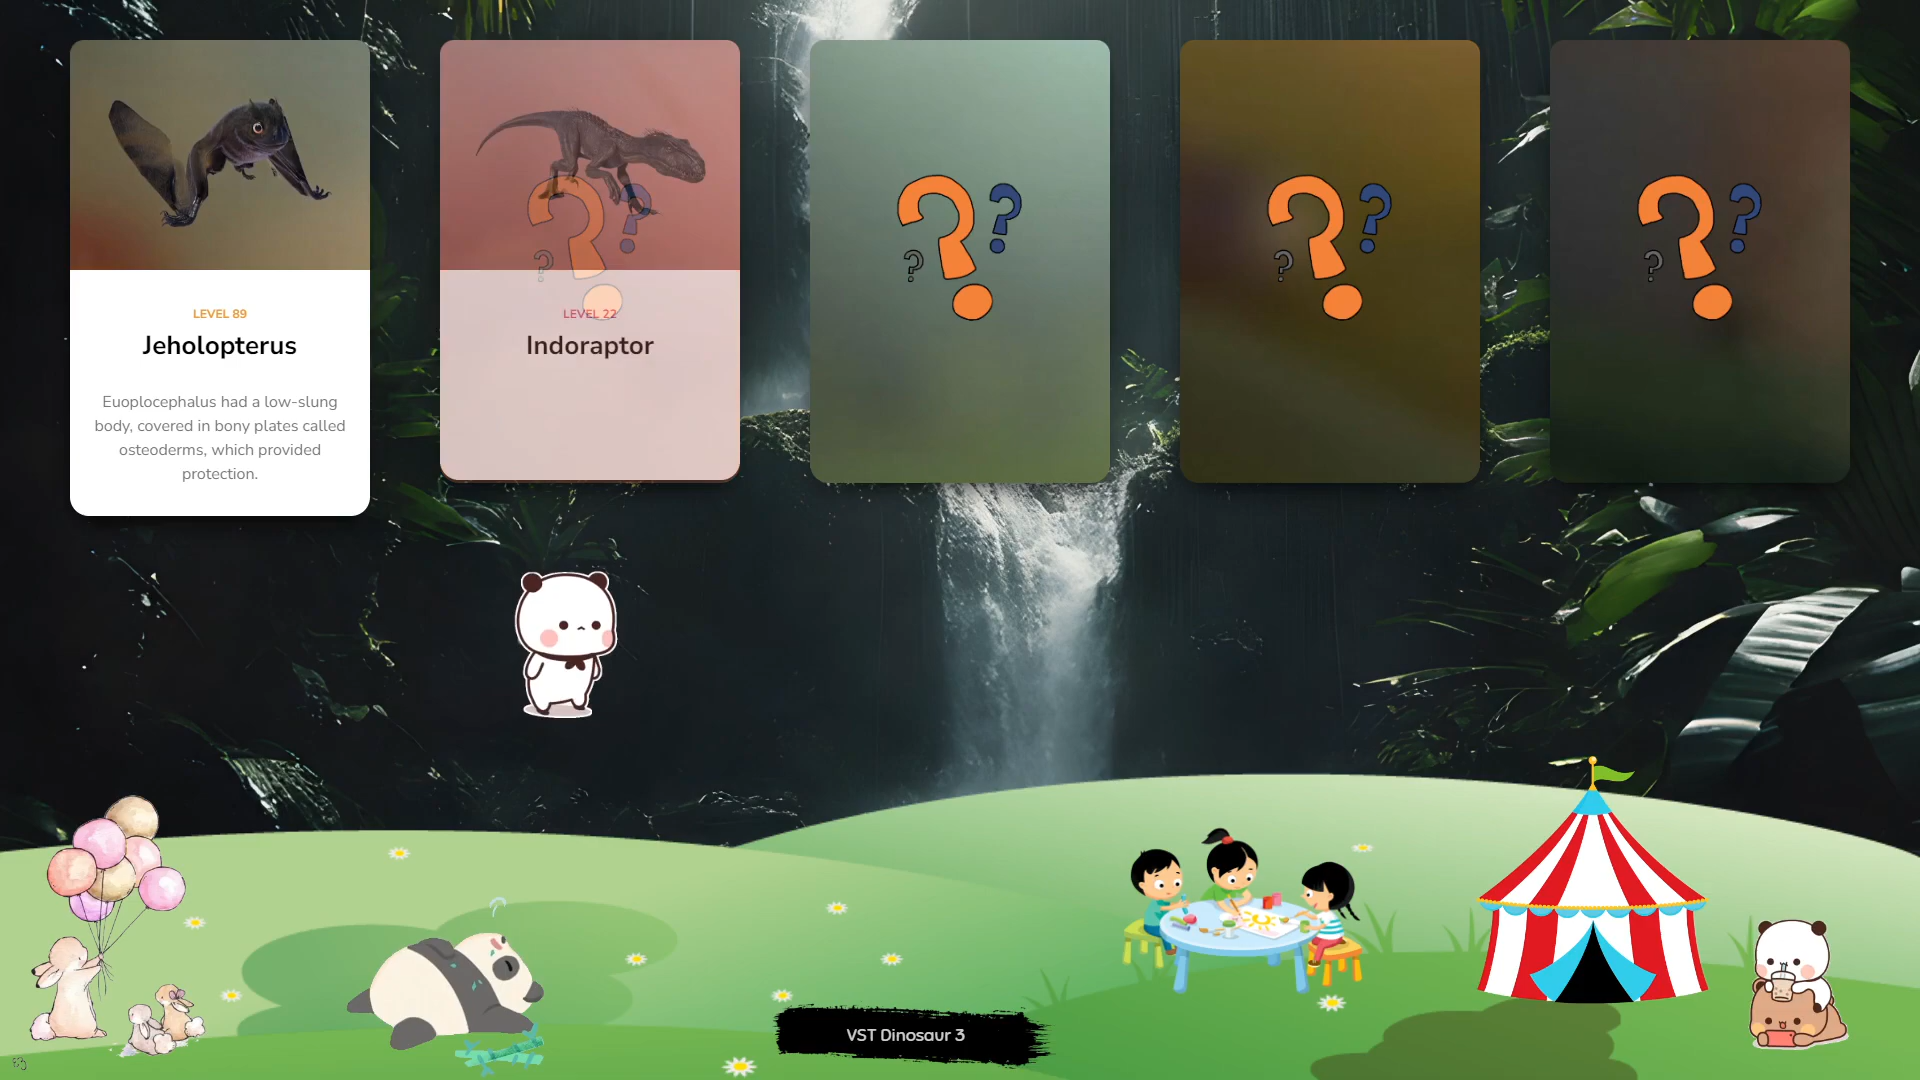 LEVEL 89
Jeholopterus
Euoplocephalus had a low-slung
body, covered in bony plates called
osteoderms, which provided
protection.
LEVEL 22
Indoraptor
? ? ?
? ? ?
? ? ?
? ? ?
VST Dinosaur 3